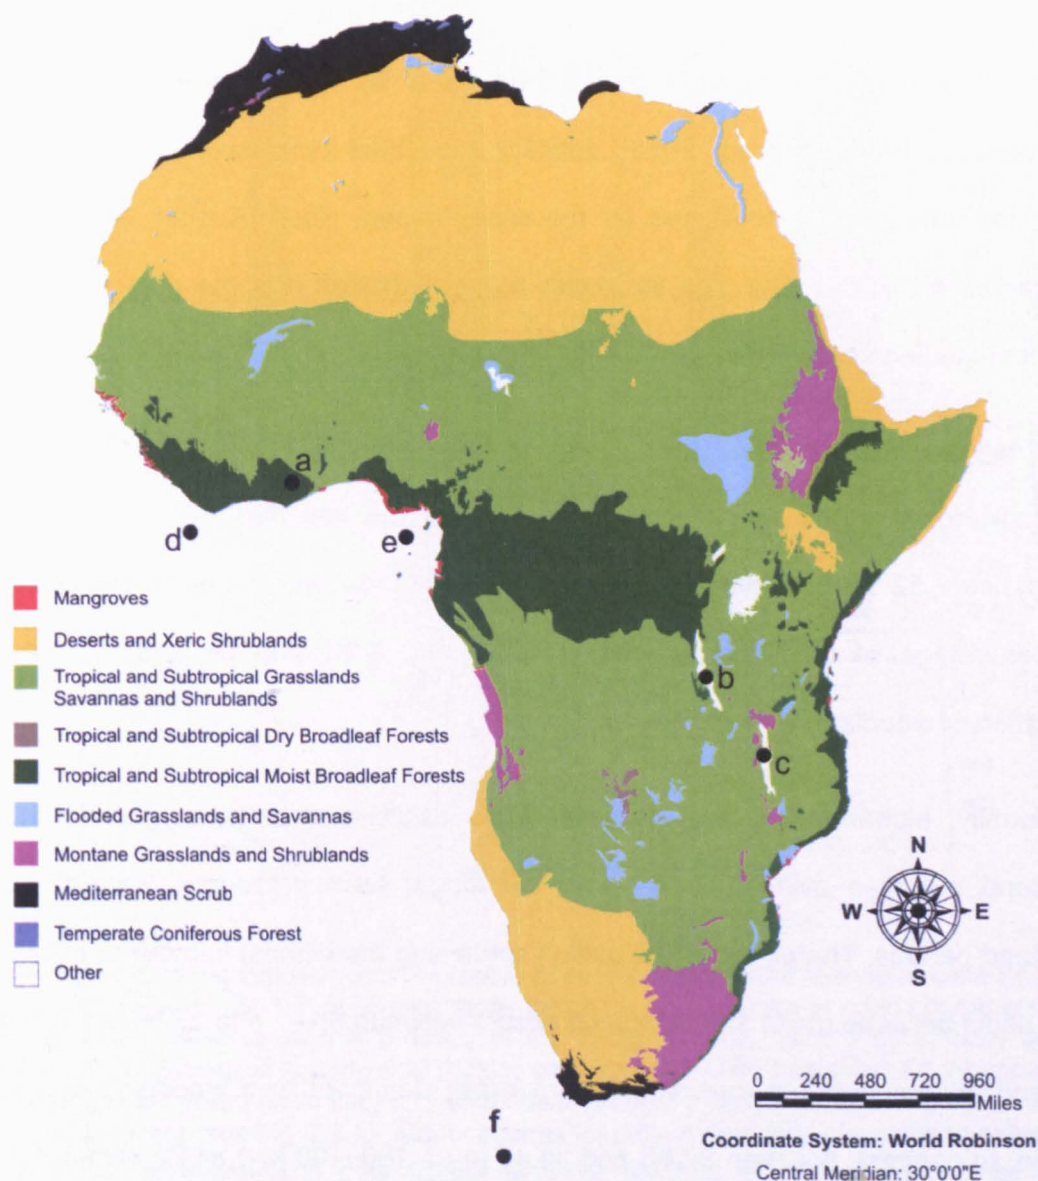 a
d
e
b
c
f
Mangroves
Deserts and Xeric Shrublands
Tropical and Subtropical Grasslands
Savannas and Shrublands
Tropical and Subtropical Dry Broadleaf Forests
Tropical and Subtropical Moist Broadleaf Forests
Flooded Grasslands and Savannas
Montane Grasslands and Shrublands
Mediterranean Scrub
Temperate Coniferous Forest
Other
N
W E
S
0 240 480 720 960
Miles
Coordinate System: World Robinson
Central Meridian: 30°0'0"E